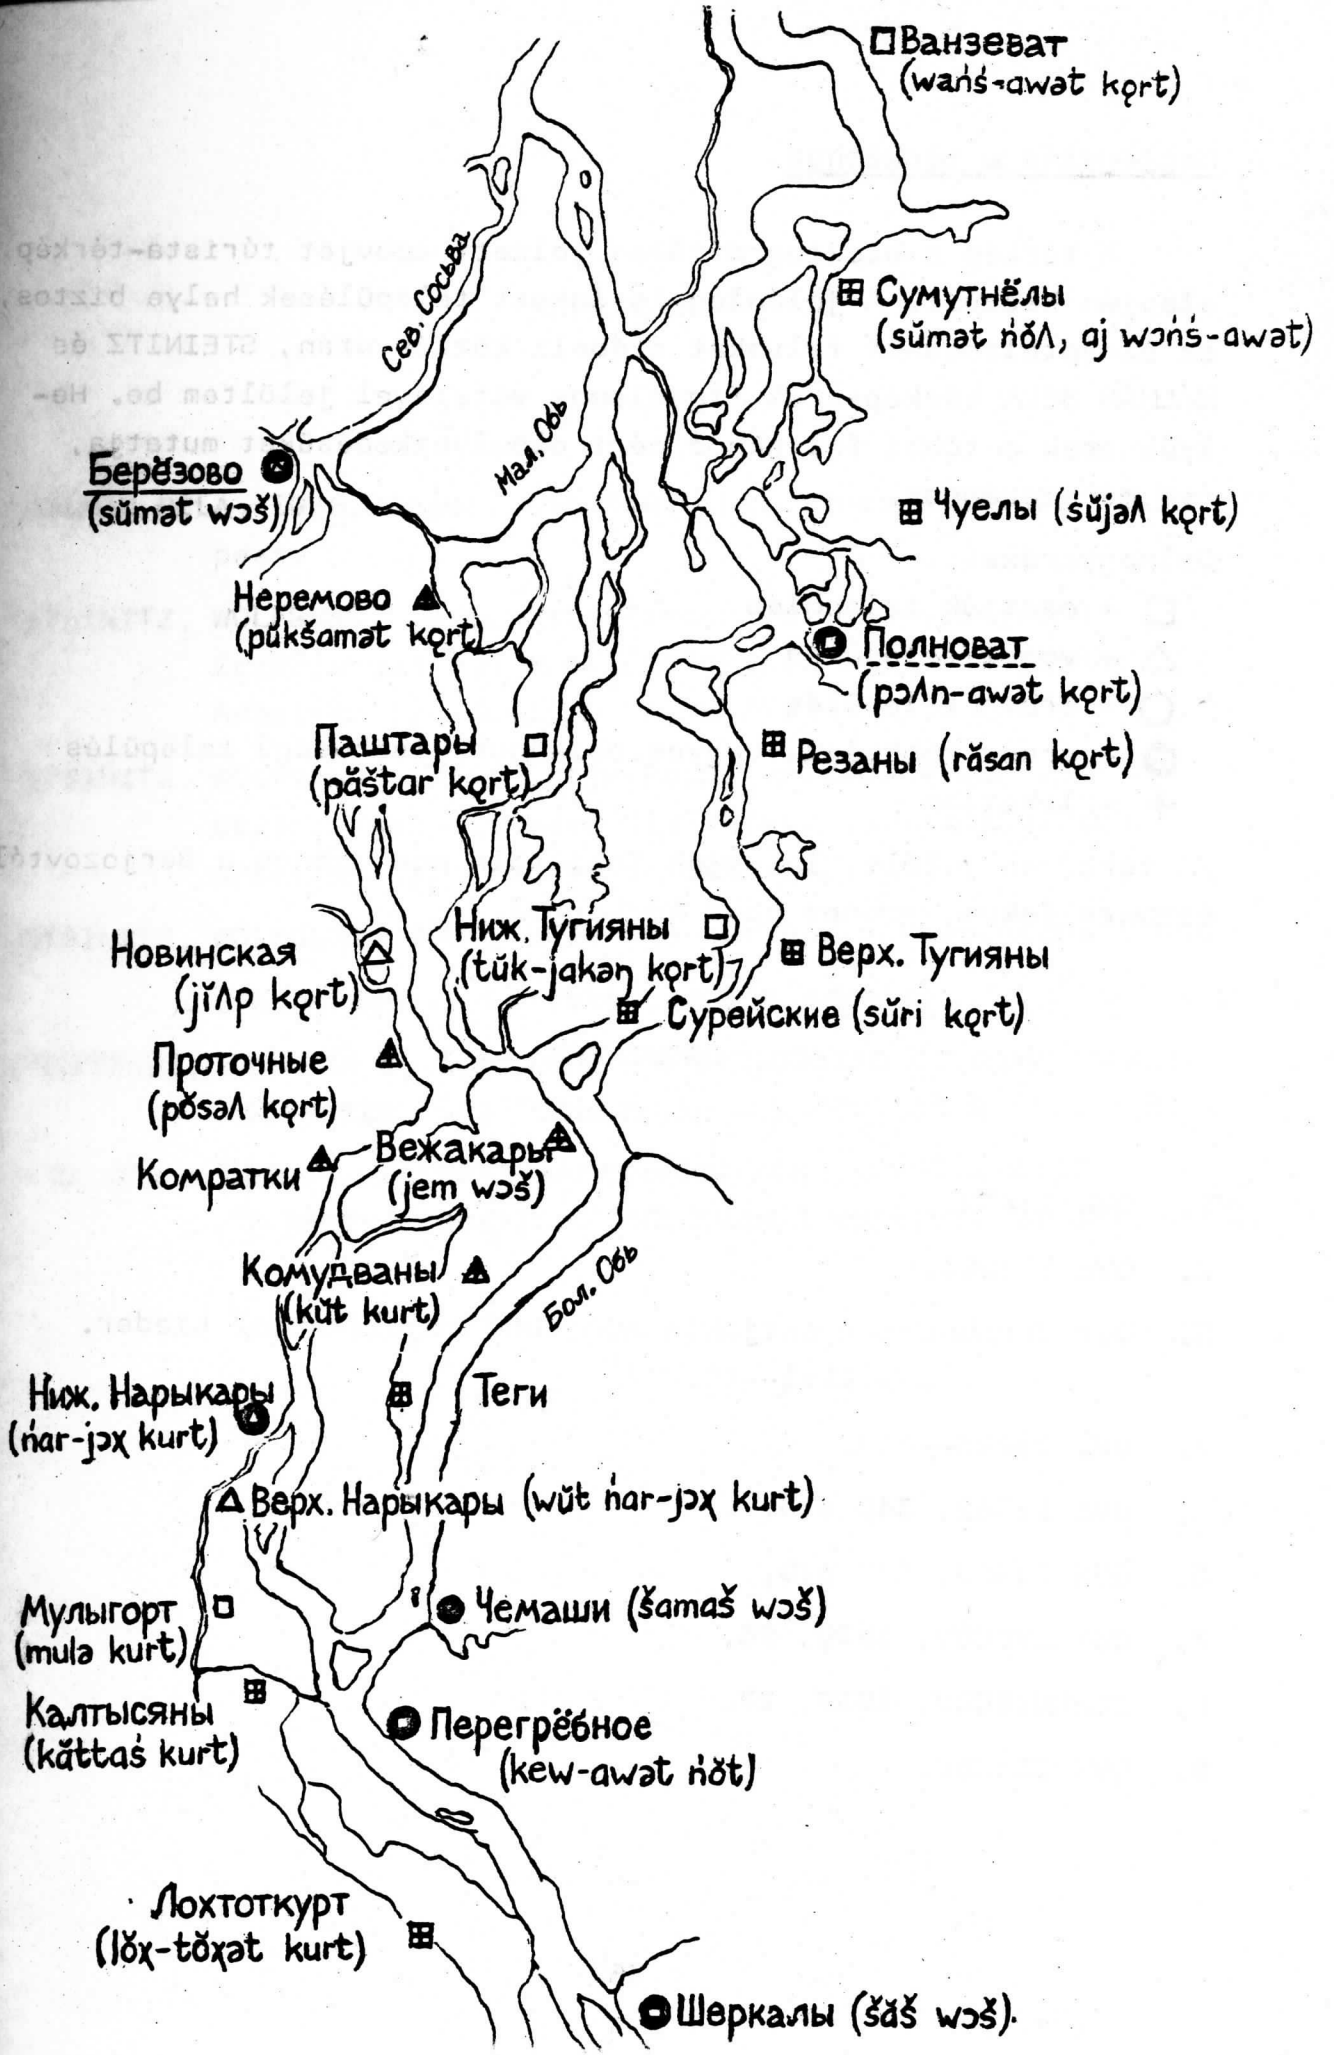 Ванзеват
(wańś-awət kǫrt)
Сумутнёлы
(sŭmət ńŏʌ, aj wɔńś-awət)
Сев. Сосьва
Мал. Обь
Берёзово
(sŭmət wɔš)
Чуелы (śŭjəʌ kǫrt)
Неремово
(pŭkšamət kǫrt)
Полноват
(pɔʌn-awət kǫrt)
Паштары
(păštar kǫrt)
Резаны (răsan kǫrt)
Ниж. Тугияны
(tŭk-jakəŋ kǫrt)
Верх. Тугияны
Новинская
(jĭʌp kǫrt)
Сурейские (sŭri kǫrt)
Проточные
(pŏsəʌ kǫrt)
Вежакары
(jem wɔš)
Комратки
Комудваны
(kŭt kurt)
Бол. Обь
Ниж. Нарыкары
(ńar-jɔχ kurt)
Теги
Верх. Нарыкары (wŭt ńar-jɔχ kurt)
Мулыгорт
(mulə kurt)
Чемаши (šamaš wɔš)
Калтысяны
(kăttaś kurt)
Перегрёбное
(kew-awət ńŏt)
Лохтоткурт
(lŏχ-tŏχət kurt)
Шеркалы (šăš wɔš).